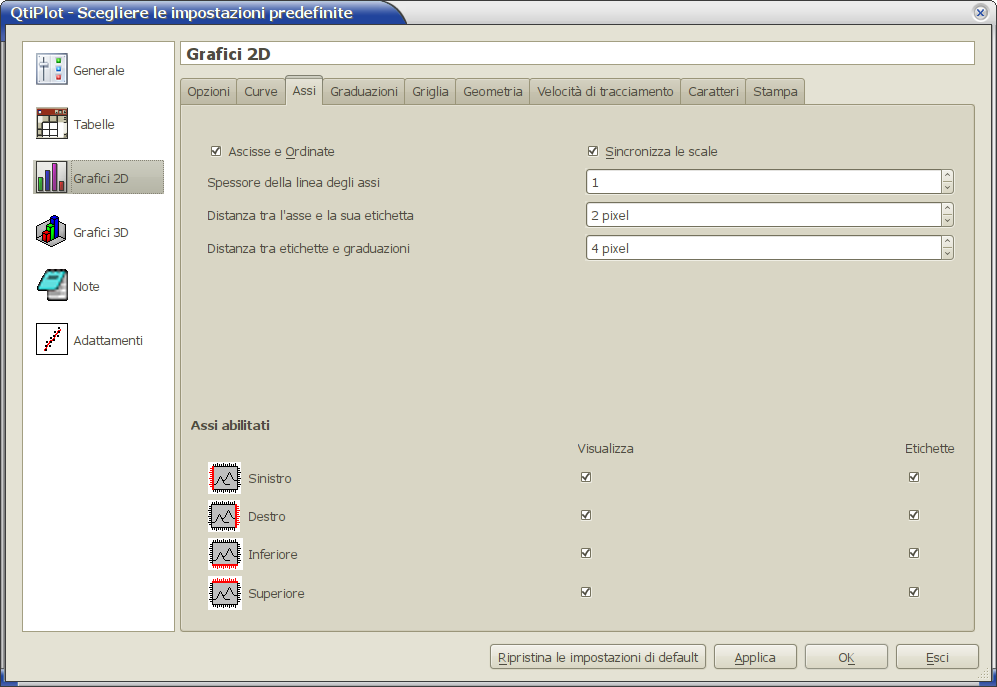 QtiPlot - Scegliere le impostazioni predefinite
Generale
Tabelle
Grafici 2D
Grafici 3D
Note
Adattamenti
Grafici 2D
Opzioni Curve Assi Graduazioni Griglia Geometria Velocità di tracciamento Caratteri Stampa
Ascisse e Ordinate Sincronizza le scale
Spessore della linea degli assi 1
Distanza tra l'asse e la sua etichetta 2 pixel
Distanza tra etichette e graduazioni 4 pixel
Assi abilitati
Visualizza Etichette
Sinistro
Destro
Inferiore
Superiore
Ripristina le impostazioni di default Applica OK Esci